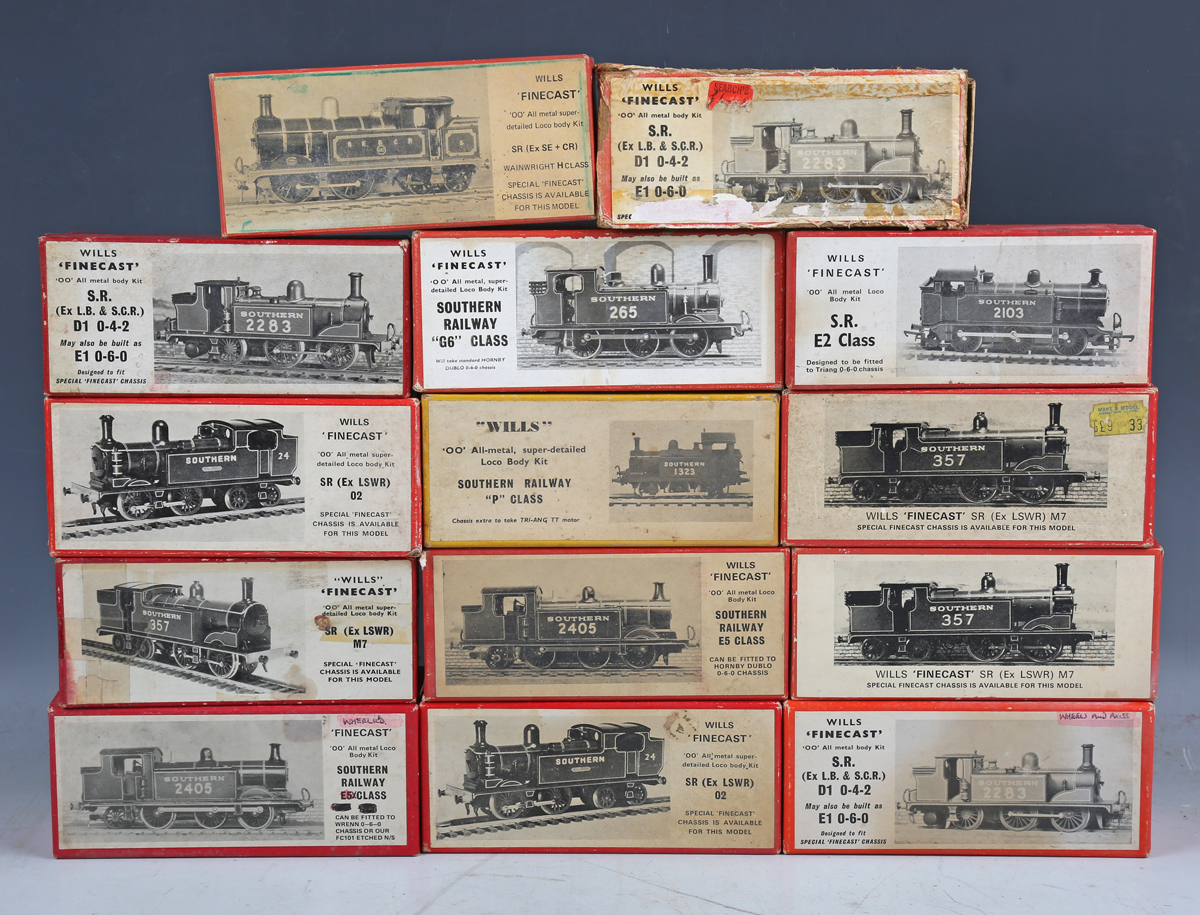 WILLS
'FINECAST'
'OO' All metal super-
detailed Loco body Kit
SR (Ex SE + CR)
WAINWRIGHT H CLASS
SPECIAL 'FINECAST'
CHASSIS IS AVAILABLE
FOR THIS MODEL
WILLS
'FINECAST'
SEARCH'S
'OO' All metal body Kit
S.R.
(Ex L.B. & S.C.R.)
D1 0-4-2
May also be built as
E1 0-6-0
SPEC
2283
WILLS
'FINECAST'
'OO' All metal body Kit
S.R.
(Ex L.B. & S.C.R.)
D1 0-4-2
May also be built as
E1 0-6-0
Designed to fit
SPECIAL 'FINECAST' CHASSIS
SOUTHERN
2283
WILLS
'FINECAST'
'OO' All metal, super-
detailed Loco Body Kit
SOUTHERN
RAILWAY
"G6" CLASS
Will take standard HORNBY
DUBLO 0-6-0 chassis
SOUTHERN
265
WILLS
'FINECAST'
'OO' All metal Loco
Body Kit
S.R.
E2 Class
Designed to be fitted
to Triang 0-6-0 chassis
SOUTHERN
2103
SOUTHERN
24
WILLS
'FINECAST'
'OO' All metal super-
detailed Loco body Kit
SR (Ex LSWR)
02
SPECIAL 'FINECAST'
CHASSIS IS AVAILABLE
FOR THIS MODEL
"WILLS"
'OO' All-metal, super-detailed
Loco Body Kit
SOUTHERN RAILWAY
"P" CLASS
Chassis extra to take TRI-ANG TT motor
SOUTHERN
1323
SOUTHERN
357
WILLS 'FINECAST' SR (Ex LSWR) M7
SPECIAL FINECAST CHASSIS IS AVAILABLE FOR THIS MODEL
SOUTHERN
357
"WILLS"
'FINECAST'
'OO' All metal super-
detailed Loco body Kit
SR (Ex LSWR)
M7
SPECIAL 'FINECAST'
CHASSIS IS AVAILABLE
FOR THIS MODEL
SOUTHERN
2405
WILLS
'FINECAST'
'OO' All metal Loco
Body Kit
SOUTHERN
RAILWAY
E5 CLASS
CAN BE FITTED TO
HORNBY DUBLO
0-6-0 CHASSIS
SOUTHERN
357
WILLS 'FINECAST' SR (Ex LSWR) M7
SPECIAL FINECAST CHASSIS IS AVAILABLE FOR THIS MODEL
SOUTHERN
2405
'FINECAST'
'OO' All metal Loco
Body Kit
SOUTHERN
RAILWAY
CLASS
CAN BE FITTED TO
WRENN 0-6-0
CHASSIS OR OUR
FC101 ETCHED N/S
SOUTHERN
24
WILLS
'FINECAST'
'OO' All metal super-
detailed Loco body Kit
SR (Ex LSWR)
02
SPECIAL 'FINECAST'
CHASSIS IS AVAILABLE
FOR THIS MODEL
WILLS
'FINECAST'
'OO' All metal body Kit
S.R.
(Ex L.B. & S.C.R.)
D1 0-4-2
May also be built as
E1 0-6-0
Designed to fit
SPECIAL 'FINECAST' CHASSIS
WHEELS AND AXLES
SOUTHERN
2283